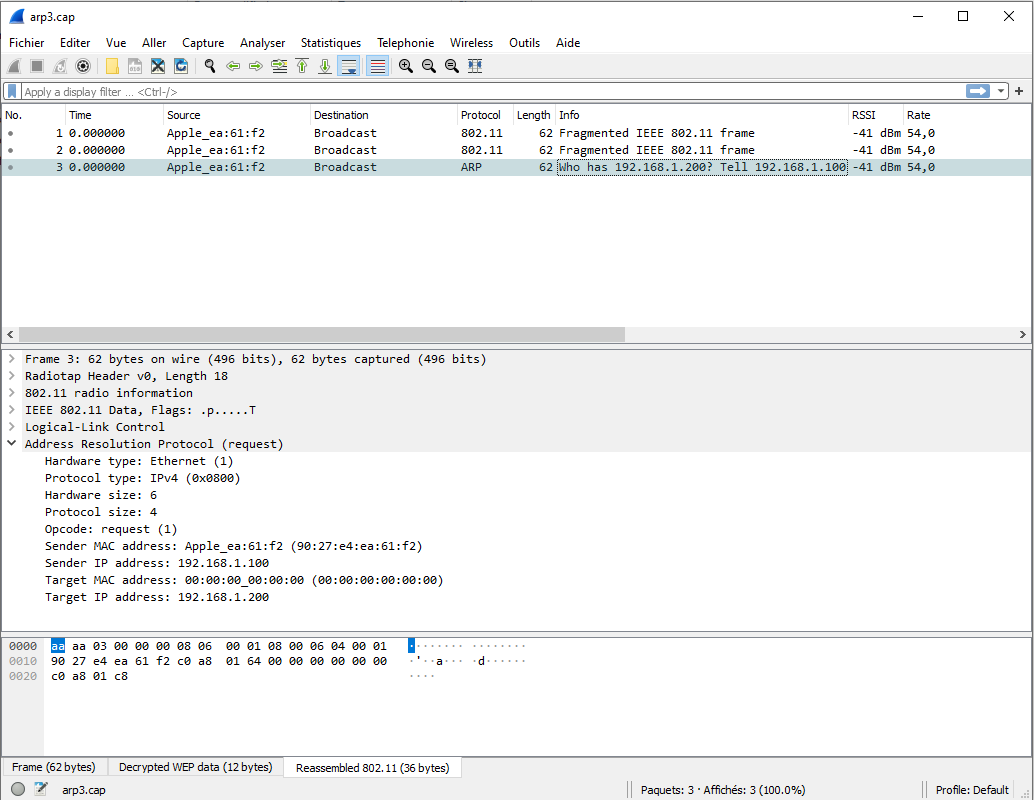 arp3.cap
Fichier Editer Vue Aller Capture Analyser Statistiques Telephonie Wireless Outils Aide
Apply a display filter ... <Ctrl-/>
No. Time Source Destination Protocol Length Info RSSI Rate
1 0.000000 Apple_ea:61:f2 Broadcast 802.11 62 Fragmented IEEE 802.11 frame -41 dBm 54,0
2 0.000000 Apple_ea:61:f2 Broadcast 802.11 62 Fragmented IEEE 802.11 frame -41 dBm 54,0
3 0.000000 Apple_ea:61:f2 Broadcast ARP 62 Who has 192.168.1.200? Tell 192.168.1.100 -41 dBm 54,0
Frame 3: 62 bytes on wire (496 bits), 62 bytes captured (496 bits)
Radiotap Header v0, Length 18
802.11 radio information
IEEE 802.11 Data, Flags: .p.....T
Logical-Link Control
Address Resolution Protocol (request)
Hardware type: Ethernet (1)
Protocol type: IPv4 (0x0800)
Hardware size: 6
Protocol size: 4
Opcode: request (1)
Sender MAC address: Apple_ea:61:f2 (90:27:e4:ea:61:f2)
Sender IP address: 192.168.1.100
Target MAC address: 00:00:00_00:00:00 (00:00:00:00:00:00)
Target IP address: 192.168.1.200
0000 aa aa 03 00 00 00 08 06 00 01 08 00 06 04 00 01 ········ ········
0010 90 27 e4 ea 61 f2 c0 a8 01 64 00 00 00 00 00 00 ·'··a··· ·d······
0020 c0 a8 01 c8 ····
Frame (62 bytes) Decrypted WEP data (12 bytes) Reassembled 802.11 (36 bytes)
arp3.cap Paquets: 3 · Affichés: 3 (100.0%) Profile: Default